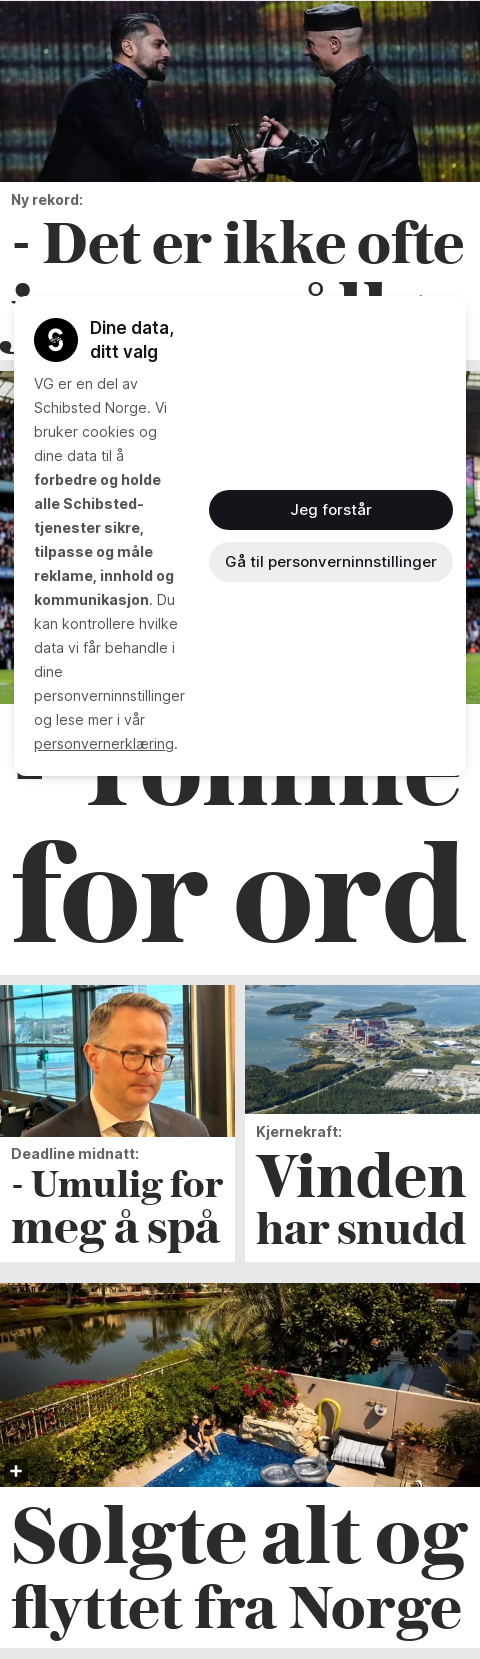 Ny rekord:
- Det er ikke ofte
Dine data,
ditt valg
VG er en del av
Schibsted Norge. Vi
bruker cookies og
dine data til å
forbedre og holde
alle Schibsted-
tjenester sikre,
tilpasse og måle
reklame, innhold og
kommunikasjon. Du
kan kontrollere hvilke
data vi får behandle i
dine
personverninnstillinger
og lese mer i vår
personvernerklæring.
Jeg forstår
Gå til personverninnstillinger
for ord
Deadline midnatt:
- Umulig for
meg å spå
Kjernekraft:
Vinden
har snudd
Solgte alt og
flyttet fra Norge